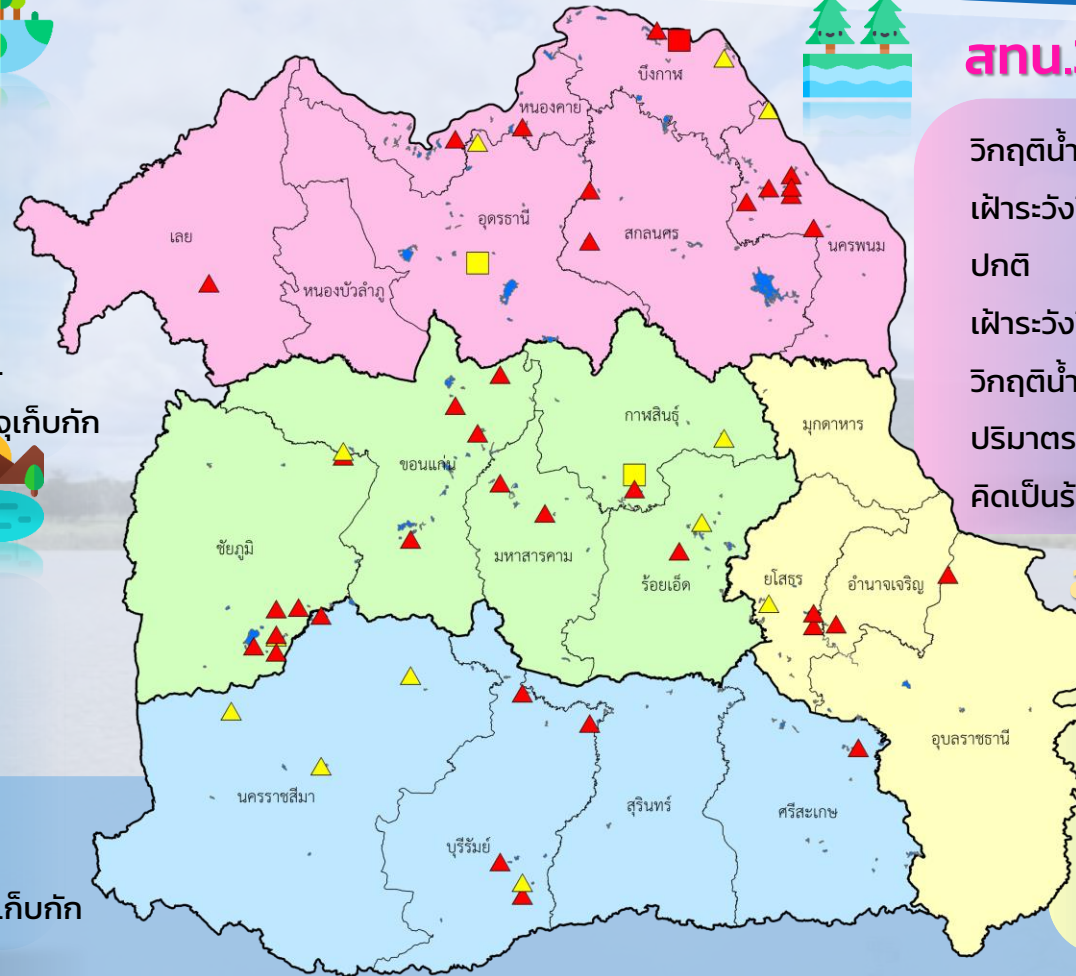 สทน.
วิกฤติน้ำ
เฝ้าระวัง
ปกติ
เฝ้าระวัง
วิกฤติน้ำ
ปริมาตร
คิดเป็นร้
บึงกาฬ
หนองคาย
อุดรธานี
สกลนคร
นครพนม
เลย
หนองบัวลำภู
จุเก็บกัก
กาฬสินธุ์
มุกดาหาร
ขอนแก่น
ชัยภูมิ
มหาสารคาม
ร้อยเอ็ด
ยโสธร
อำนาจเจริญ
อุบลราชธานี
นครราชสีมา
สุรินทร์
ศรีสะเกษ
บุรีรัมย์
เก็บกัก